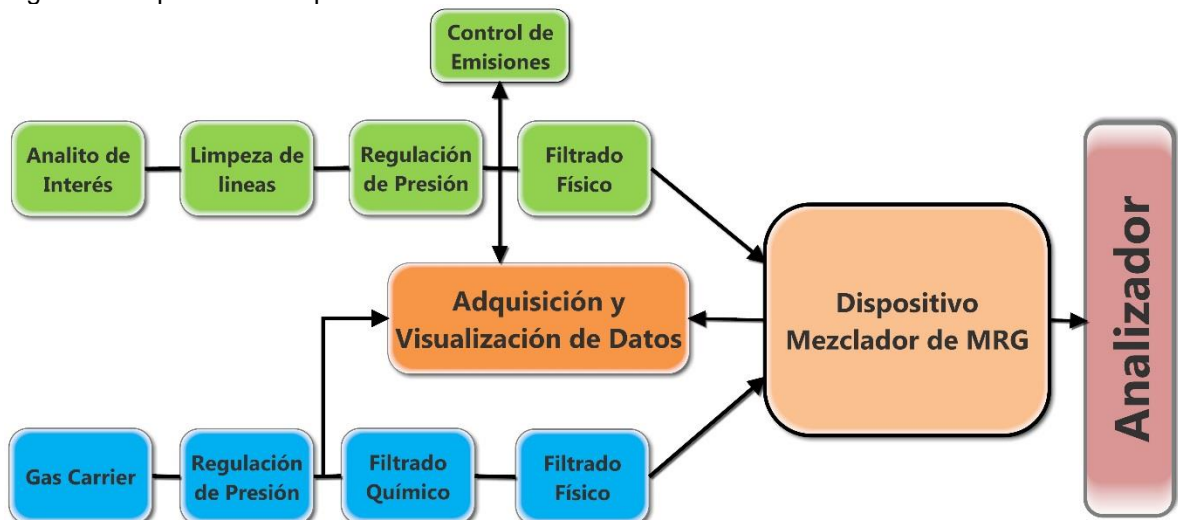 Control de
Emisiones
Analito de
Interés
Limpeza de
lineas
Regulación
de Presión
Filtrado
Físico
Adquisición y
Visualización de Datos
Dispositivo
Mezclador de MRG
Analizador
Gas Carrier
Regulación
de Presión
Filtrado
Químico
Filtrado
Físico